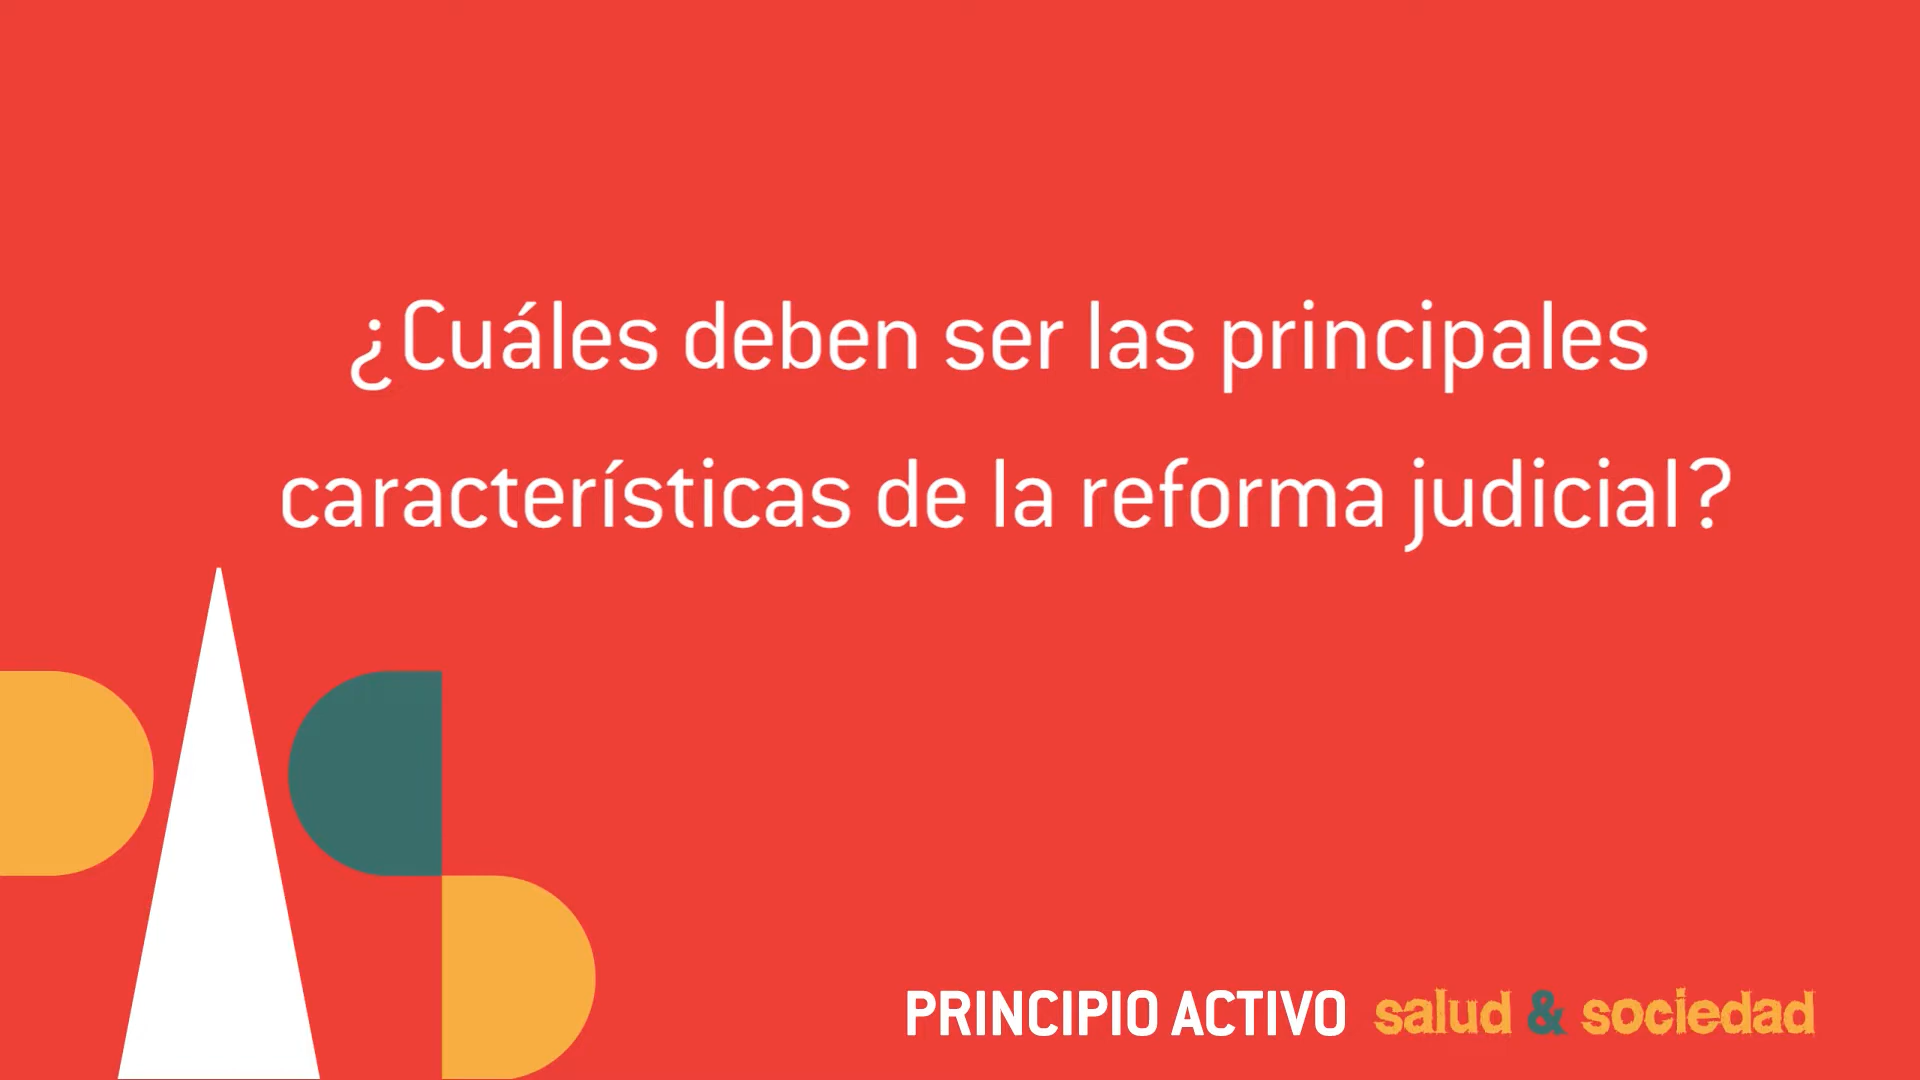 ¿Cuáles deben ser las principales
características de la reforma judicial?
PRINCIPIO ACTIVO salud & sociedad